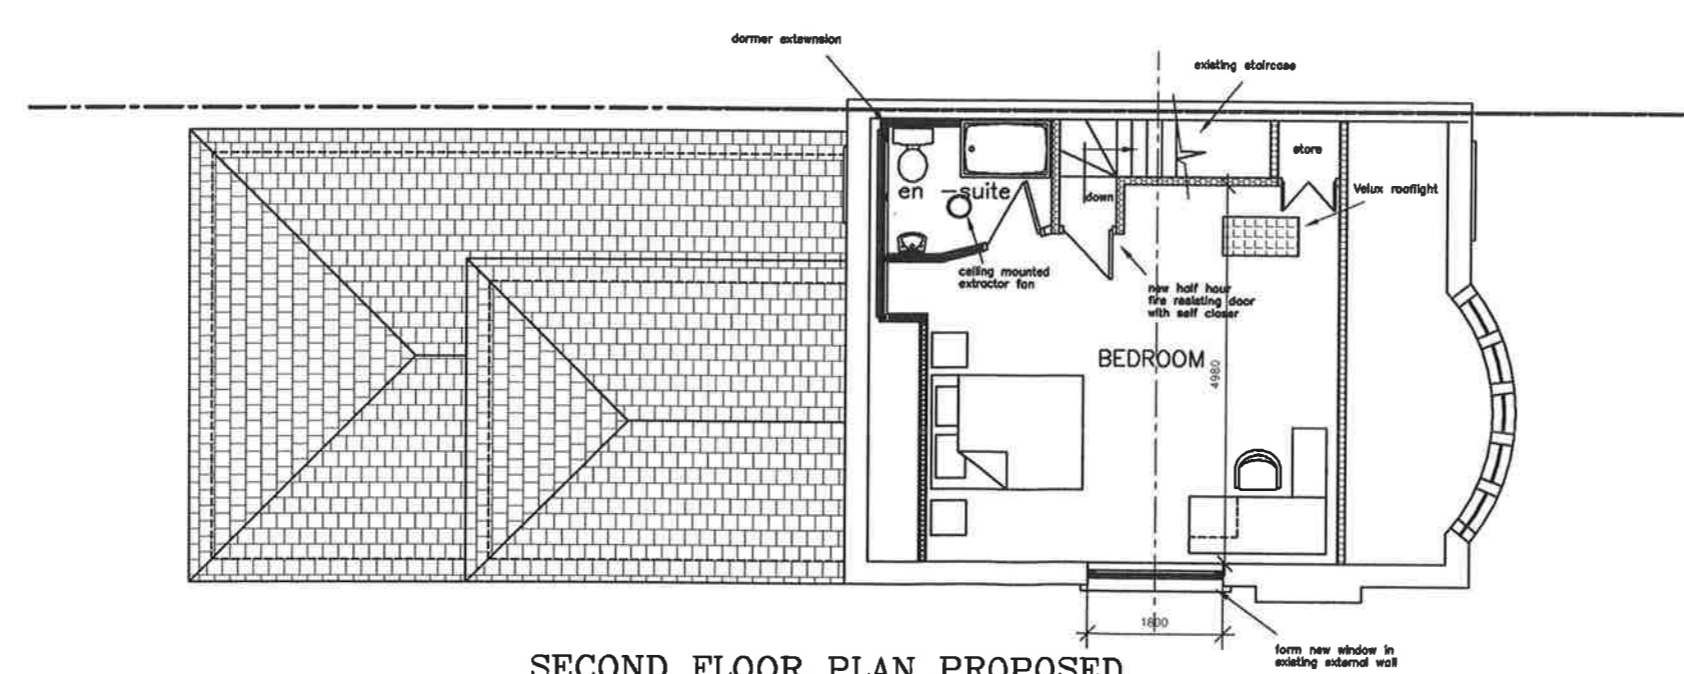 dormer extewnsion
existing staircase
store
Velux rooflight
en -suite
down
ceiling mounted
extractor fan
new half hour
fire resisting door
with self closer
BEDROOM
4980
1800
form new window in
existing external wall
SECOND FLOOR PLAN PROPOSED